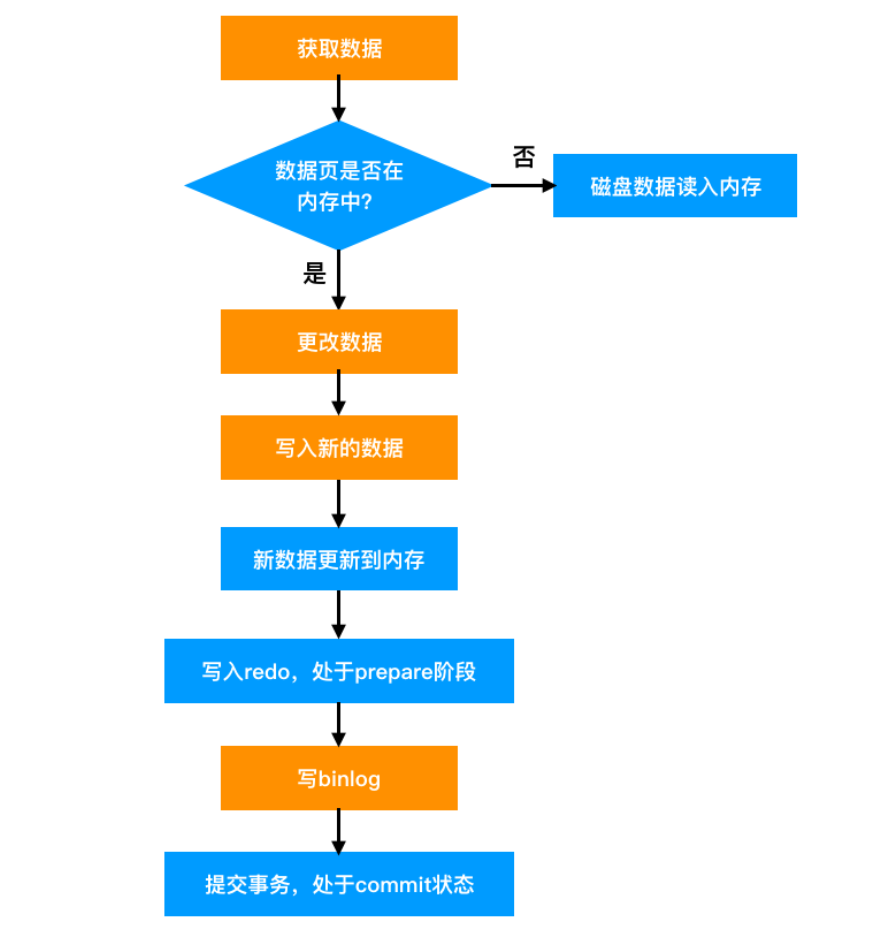 获取数据
数据页是否在
内存中?
否
磁盘数据读入内存
是
更改数据
写入新的数据
新数据更新到内存
写入redo，处于prepare阶段
写binlog
提交事务，处于commit状态